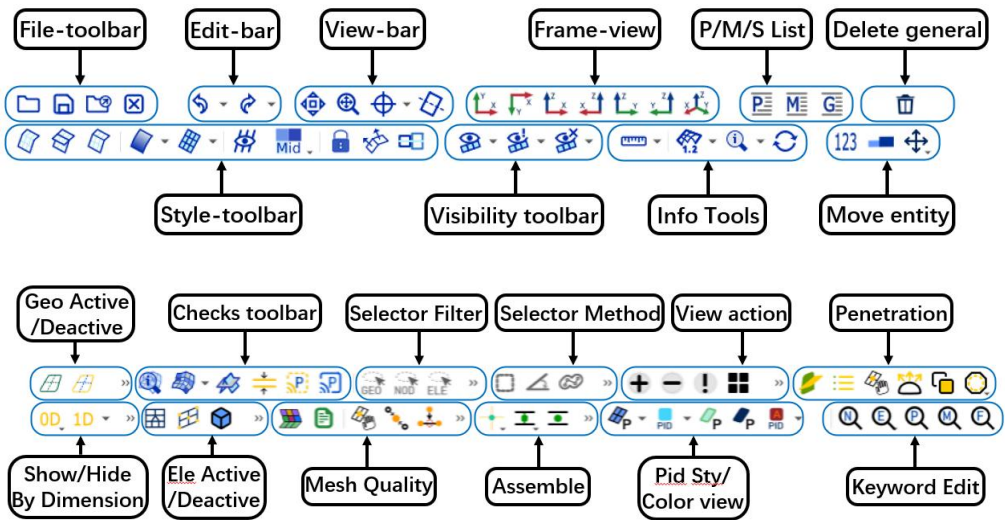 File-toolbar
Edit-bar
View-bar
Frame-view
P/M/S List
Delete general
Y
X
X
Y
Z
X
Z
X
Z
Y
Z
Y
Z
X
Y
P
M
G
Mid
1.2
123
Style-toolbar
Visibility toolbar
Info Tools
Move entity
Geo Active
/Deactive
Checks toolbar
Selector Filter
Selector Method
View action
Penetration
»
P
P
GEO
NOD
ELE
»
»
»
0D
1D
»
»
»
»
P
PID
P
P
PID
N
E
P
M
F
Show/Hide
By Dimension
Ele Active
/Deactive
Mesh Quality
Assemble
Pid Sty/
Color view
Keyword Edit